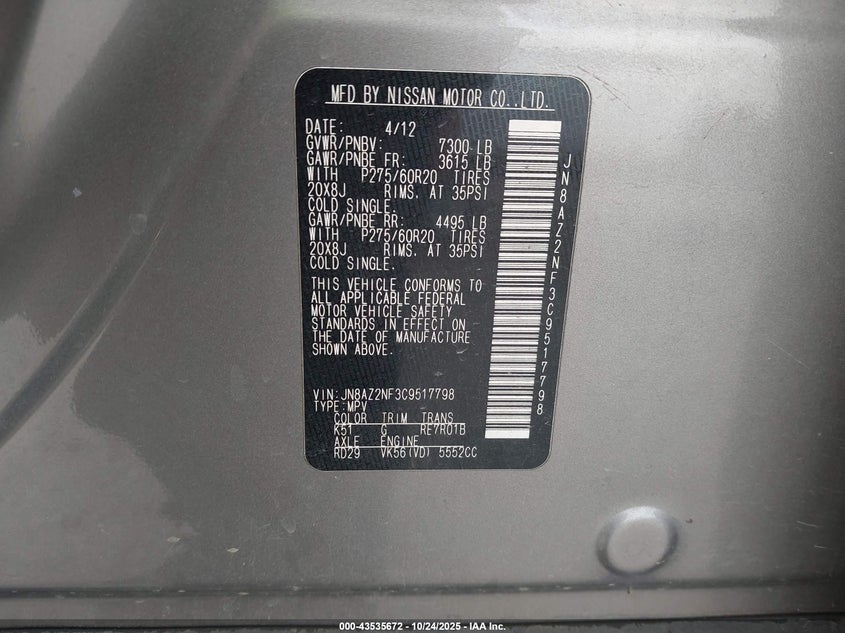 MFD BY NISSAN MOTOR CO.,LTD.
DATE: 4/12
GVWR/PNBV: 7300 LB
GAWR/PNBE FR: 3615 LB
WITH P275/60R20 TIRES
20X8J RIMS. AT 35PSI
COLD SINGLE.
GAWR/PNBE RR: 4495 LB
WITH P275/60R20 TIRES
20X8J RIMS. AT 35PSI
COLD SINGLE.
THIS VEHICLE CONFORMS TO
ALL APPLICABLE FEDERAL
MOTOR VEHICLE SAFETY
STANDARDS IN EFFECT ON
THE DATE OF MANUFACTURE
SHOWN ABOVE.
VIN: JN8AZ2NF3C9517798
TYPE: MPV
COLOR TRIM TRANS
K51 G RE7R01B
AXLE ENGINE
RD29 VK56(VD) 5552CC
JN8AZ2NF3C9517798
000-43535672 - 10/24/2025 - IAA Inc.